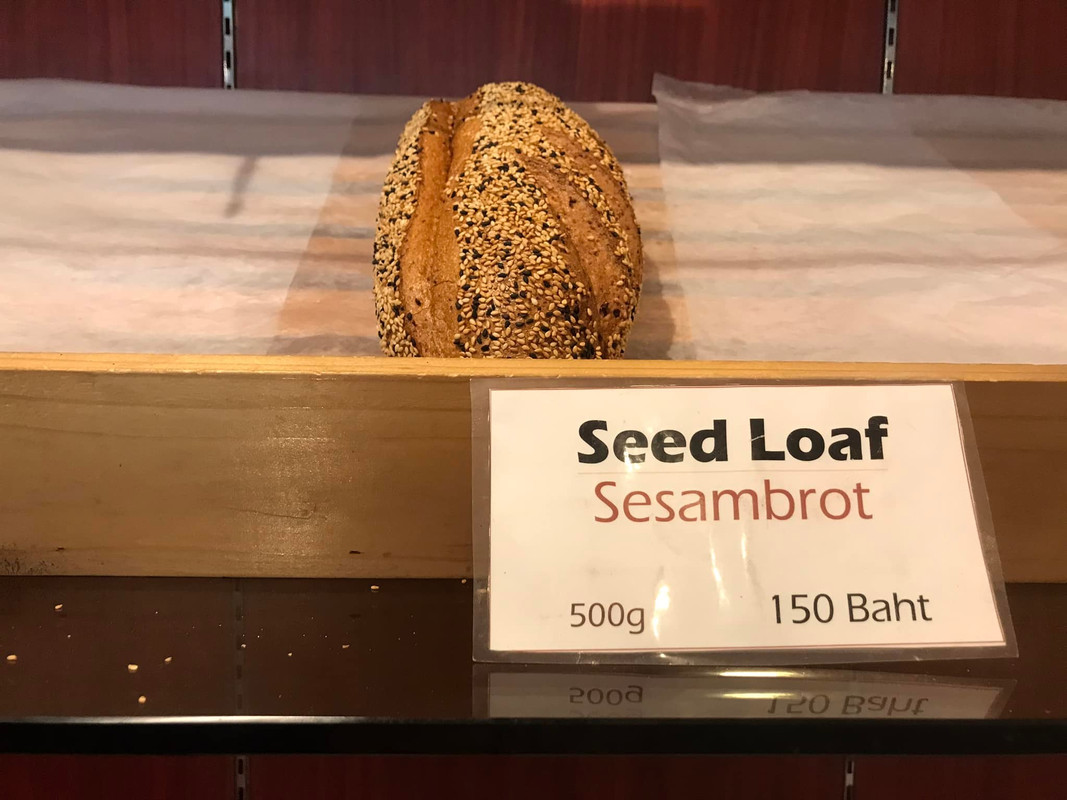 Seed Loaf
Sesambrot
500g 150 Baht